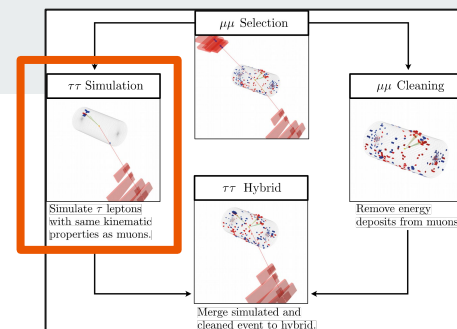 μμ Selection
ττ Simulation
μμ Cleaning
Simulate τ leptons
with same kinematic
properties as muons.
ττ Hybrid
Remove energy
deposits from muons
Merge simulated and
cleaned event to hybrid.